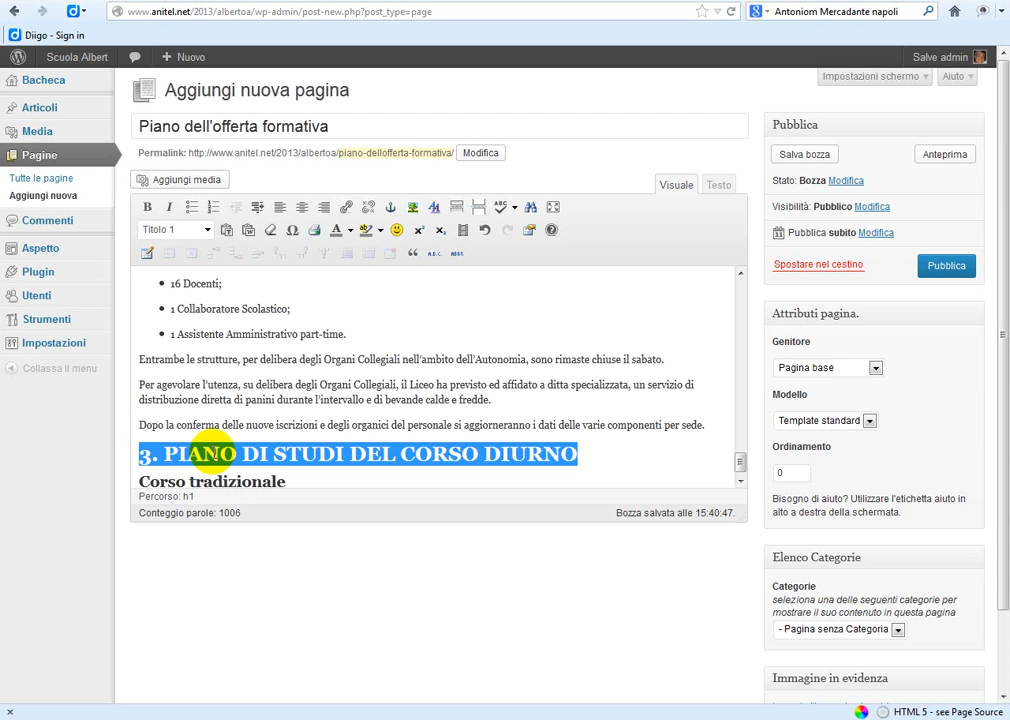 www.anitel.net/2013/albertoa/wp-admin/post-new.php?post_type=page
Antoniom Mercadante napoli
Diigo - Sign in
Scuola Albert
Nuovo
Salve admin
Bacheca
Articoli
Media
Pagine
Tutte le pagine
Aggiungi nuova
Commenti
Aspetto
Plugin
Utenti
Strumenti
Impostazioni
Collassa il menu
Impostazioni schermo
Aiuto
Aggiungi nuova pagina
Piano dell'offerta formativa
Permalink: http://www.anitel.net/2013/albertoa/piano-dellofferta-formativa/ Modifica
Aggiungi media
Visuale
Testo
Titolo 1
• 16 Docenti;
• 1 Collaboratore Scolastico;
• 1 Assistente Amministrativo part-time.
Entrambe le strutture, per delibera degli Organi Collegiali nell'ambito dell'Autonomia, sono rimaste chiuse il sabato.
Per agevolare l'utenza, su delibera degli Organi Collegiali, il Liceo ha previsto ed affidato a ditta specializzata, un servizio di
distribuzione diretta di panini durante l'intervallo e di bevande calde e fredde.
Dopo la conferma delle nuove iscrizioni e degli organici del personale si aggiorneranno i dati delle varie componenti per sede.
3. PIANO DI STUDI DEL CORSO DIURNO
Corso tradizionale
Percorso: h1
Conteggio parole: 1006
Bozza salvata alle 15:40:47.
Pubblica
Salva bozza
Anteprima
Stato: Bozza Modifica
Visibilità: Pubblico Modifica
Pubblica subito Modifica
Spostare nel cestino
Pubblica
Attributi pagina.
Genitore
Pagina base
Modello
Template standard
Ordinamento
0
Bisogno di aiuto? Utilizzare l'etichetta aiuto in
alto a destra della schermata.
Elenco Categorie
Categorie
seleziona una delle seguenti categorie per
mostrare il suo contenuto in questa pagina
- Pagina senza Categoria
Immagine in evidenza
HTML 5 - see Page Source